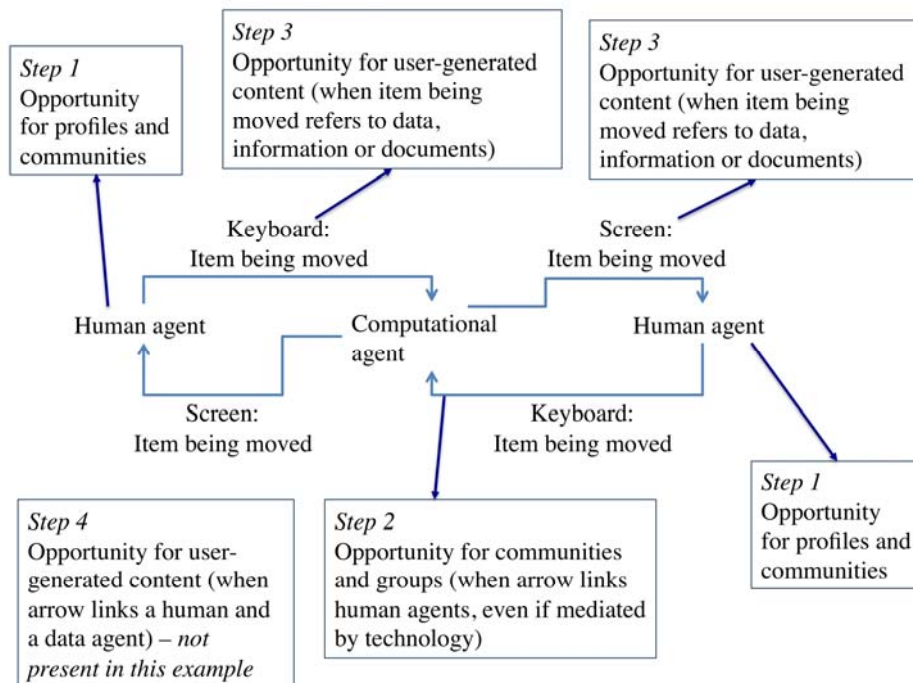 Step 1
Opportunity
for profiles and
communities
Step 3
Opportunity for user-generated
content (when item being
moved refers to data,
information or documents)
Step 3
Opportunity for user-generated
content (when item being
moved refers to data,
information or documents)
Keyboard:
Item being moved
Screen:
Item being moved
Human agent
Computational
agent
Human agent
Screen:
Item being moved
Keyboard:
Item being moved
Step 4
Opportunity for user-
generated content (when
arrow links a human and
a data agent) – not
present in this example
Step 2
Opportunity for communities
and groups (when arrow links
human agents, even if mediated
by technology)
Step 1
Opportunity
for profiles and
communities